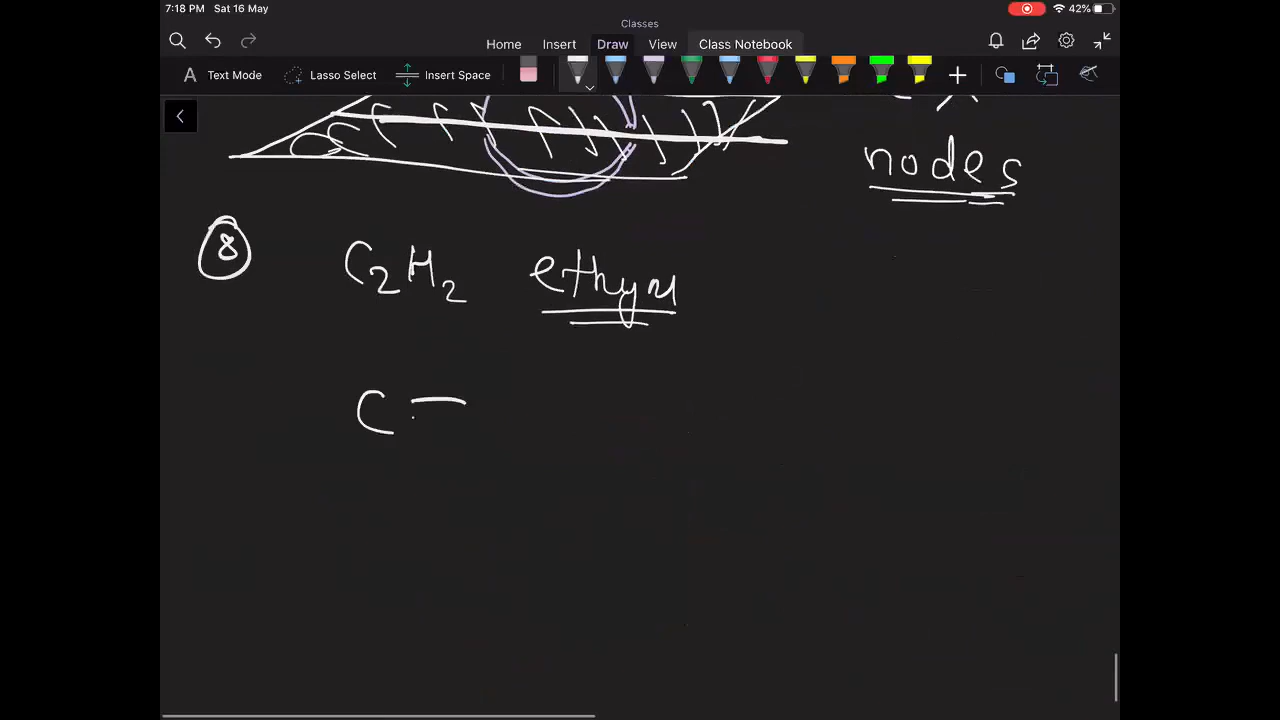 7:18 PM Sat 16 May
42%
Classes
Home Insert Draw View Class Notebook
A Text Mode Lasso Select Insert Space
nodes
8 C2H2 ethyn
C